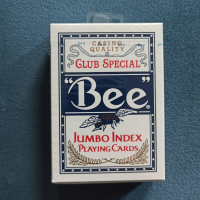 CASINO
QUALITY
CLUB SPECIAL
"Bee"
JUMBO INDEX
PLAYING CARDS